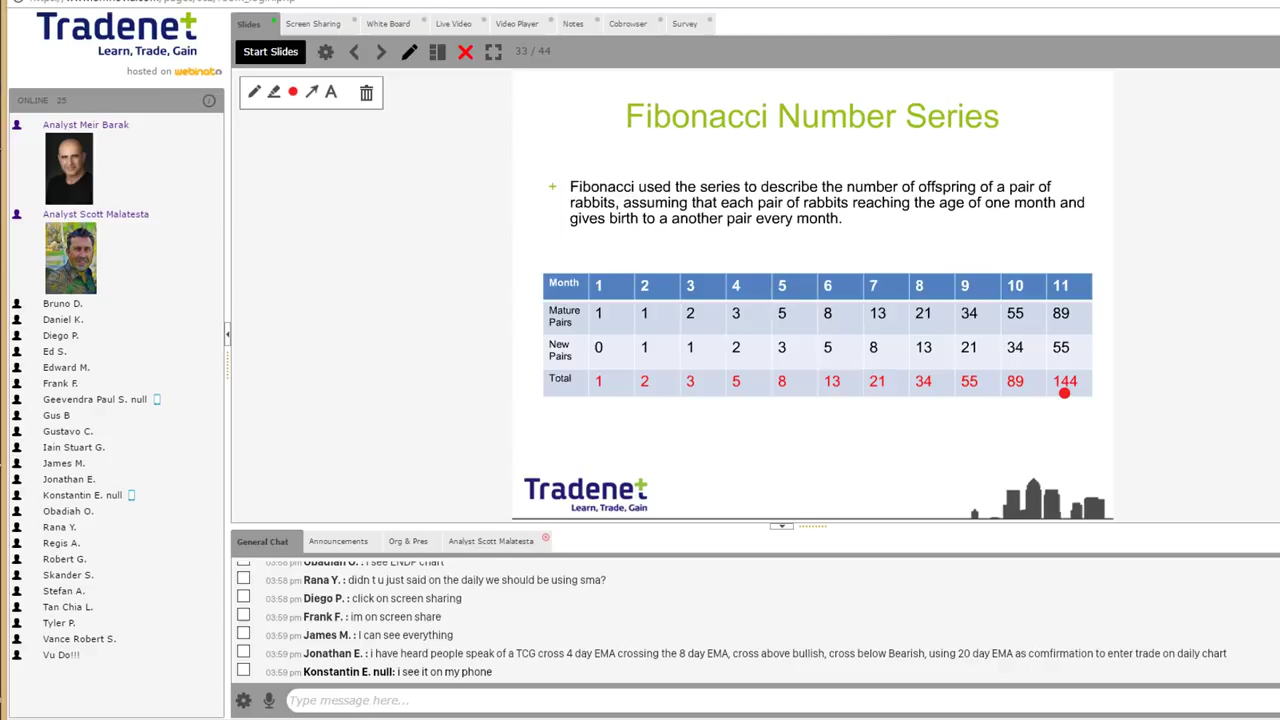 Tradenet
Learn, Trade, Gain
hosted on webinato
ONLINE 25
Analyst Meir Barak
Analyst Scott Malatesta
Bruno D.
Daniel K.
Diego P.
Ed S.
Edward M.
Frank F.
Geevendra Paul S. null
Gus B
Gustavo C.
Iain Stuart G.
James M.
Jonathan E.
Konstantin E. null
Obadiah O.
Rana Y.
Regis A.
Robert G.
Skander S.
Stefan A.
Tan Chia L.
Tyler P.
Vance Robert S.
Vu Do!!!
Slides Screen Sharing White Board Live Video Video Player Notes Cobrowser Survey
Start Slides 33 / 44
A
Fibonacci Number Series
+ Fibonacci used the series to describe the number of offspring of a pair of
rabbits, assuming that each pair of rabbits reaching the age of one month and
gives birth to a another pair every month.
Month 1 2 3 4 5 6 7 8 9 10 11
Mature
Pairs 1 1 2 3 5 8 13 21 34 55 89
New
Pairs 0 1 1 2 3 5 8 13 21 34 55
Total 1 2 3 5 8 13 21 34 55 89 144
Tradenet
Learn, Trade, Gain
General Chat Announcements Org & Pres Analyst Scott Malatesta
Obadiah O. : i see ENDP chart
03:58 pm Rana Y. : didn t u just said on the daily we should be using sma?
03:58 pm Diego P. : click on screen sharing
03:59 pm Frank F. : im on screen share
03:59 pm James M. : I can see everything
03:59 pm Jonathan E. : i have heard people speak of a TCG cross 4 day EMA crossing the 8 day EMA, cross above bullish, cross below Bearish, using 20 day EMA as comfirmation to enter trade on daily chart
03:59 pm Konstantin E. null: i see it on my phone
Type message here...